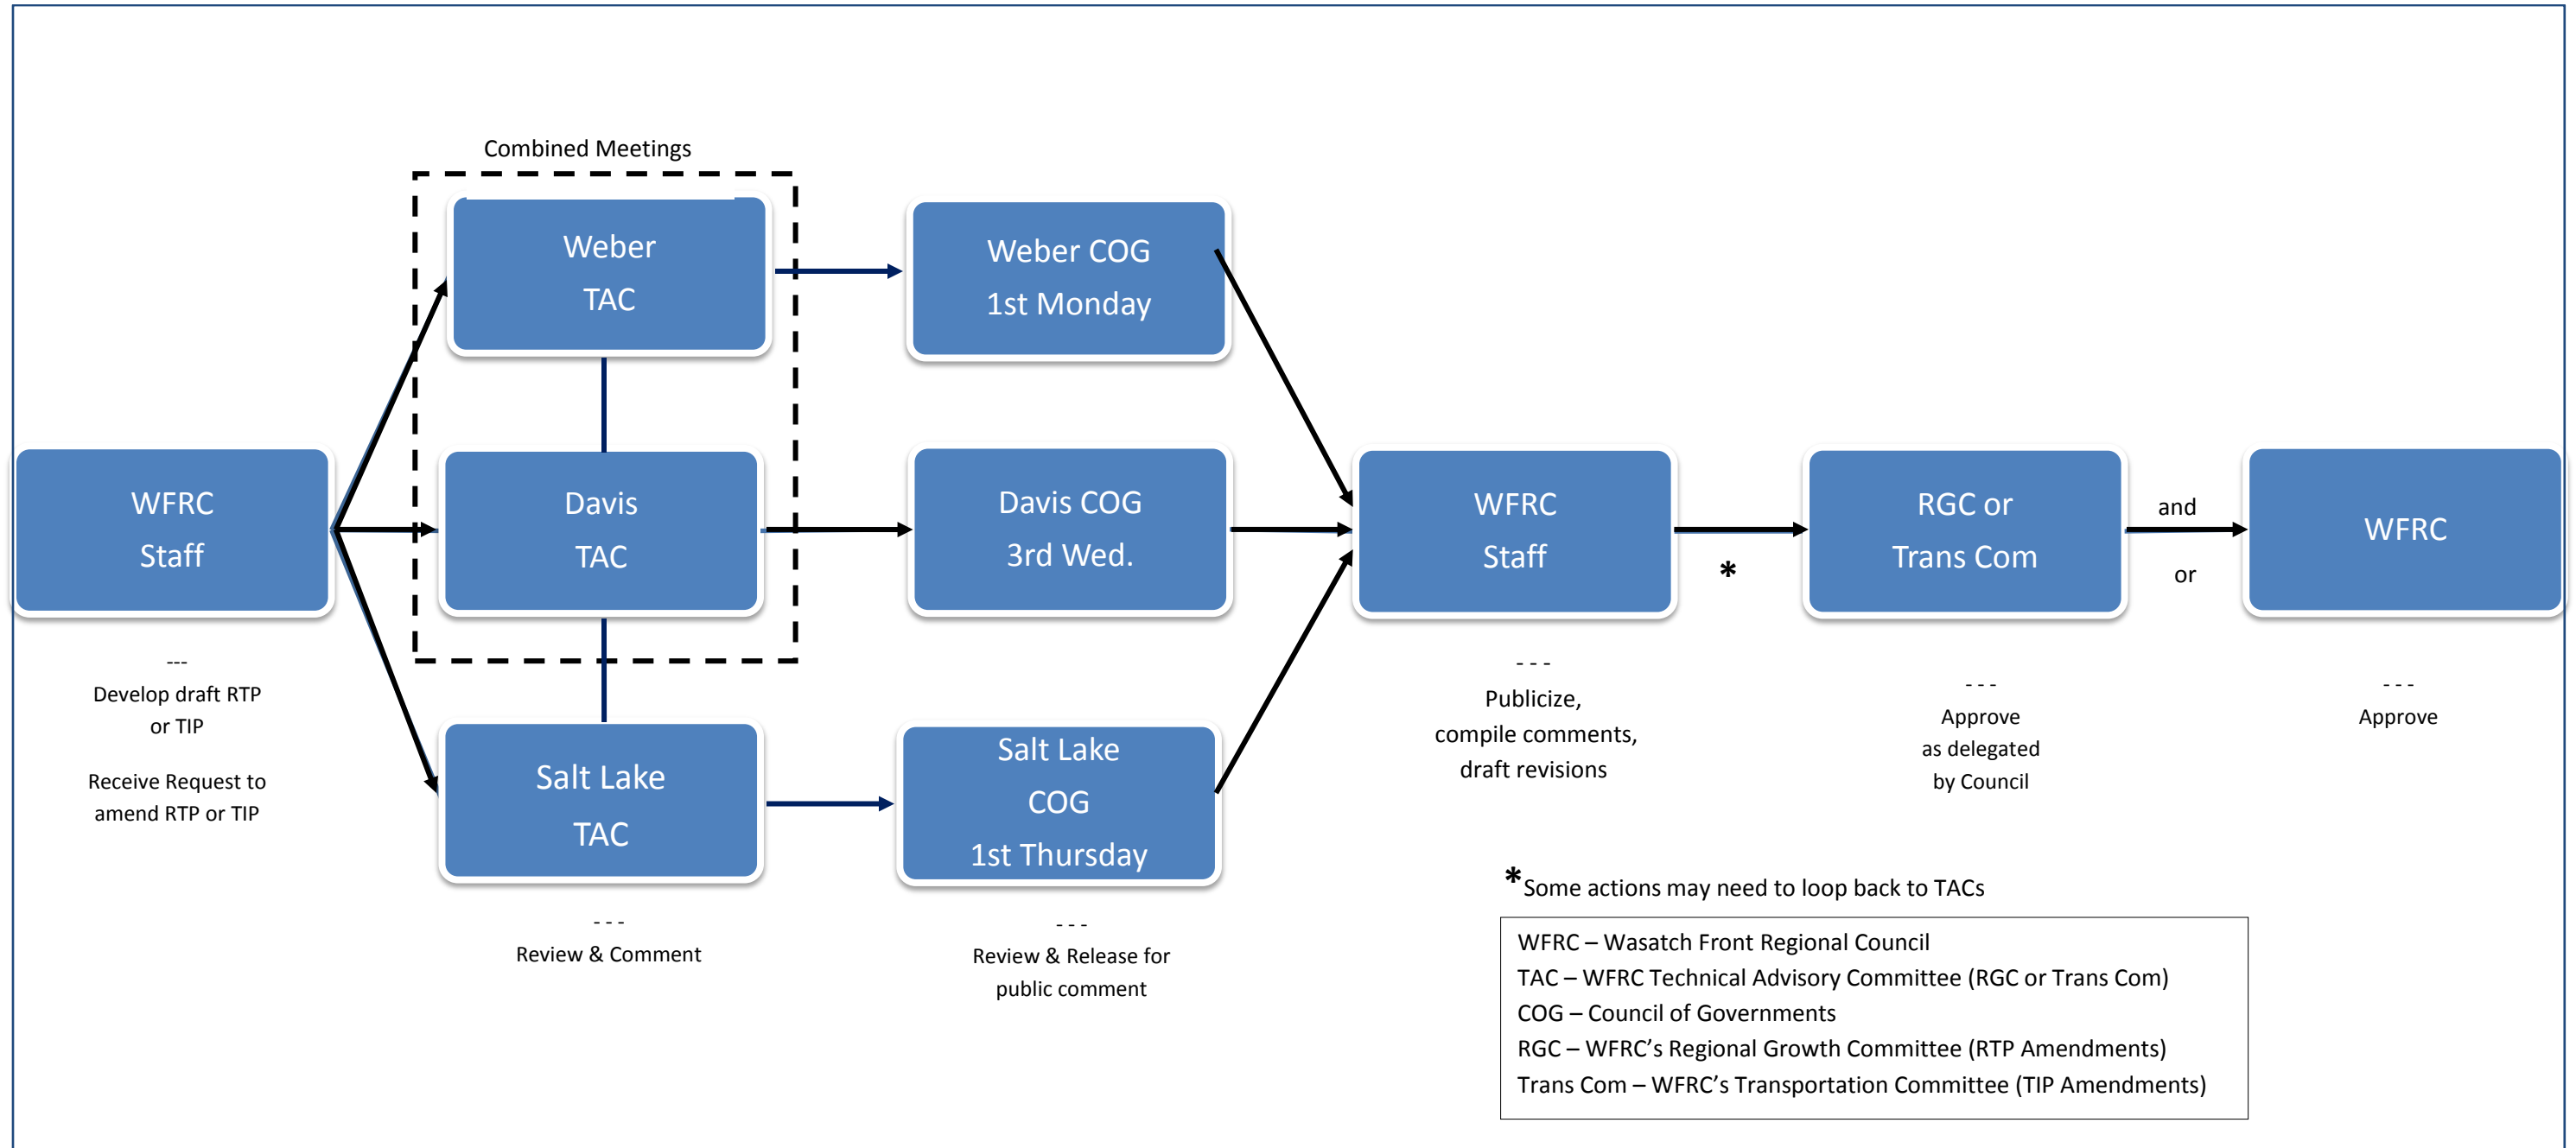 Combined Meetings
Weber
TAC
Weber COG
1st Monday
WFRC
Staff
Davis
TAC
Davis COG
3rd Wed.
WFRC
Staff
*
RGC or
Trans Com
and
or
WFRC
---
Develop draft RTP
or TIP
Receive Request to
amend RTP or TIP
Salt Lake
TAC
- - -
Review & Comment
Salt Lake
COG
1st Thursday
- - -
Review & Release for
public comment
- - -
Publicize,
compile comments,
draft revisions
- - -
Approve
as delegated
by Council
- - -
Approve
*Some actions may need to loop back to TACs
WFRC – Wasatch Front Regional Council
TAC – WFRC Technical Advisory Committee (RGC or Trans Com)
COG – Council of Governments
RGC – WFRC’s Regional Growth Committee (RTP Amendments)
Trans Com – WFRC’s Transportation Committee (TIP Amendments)